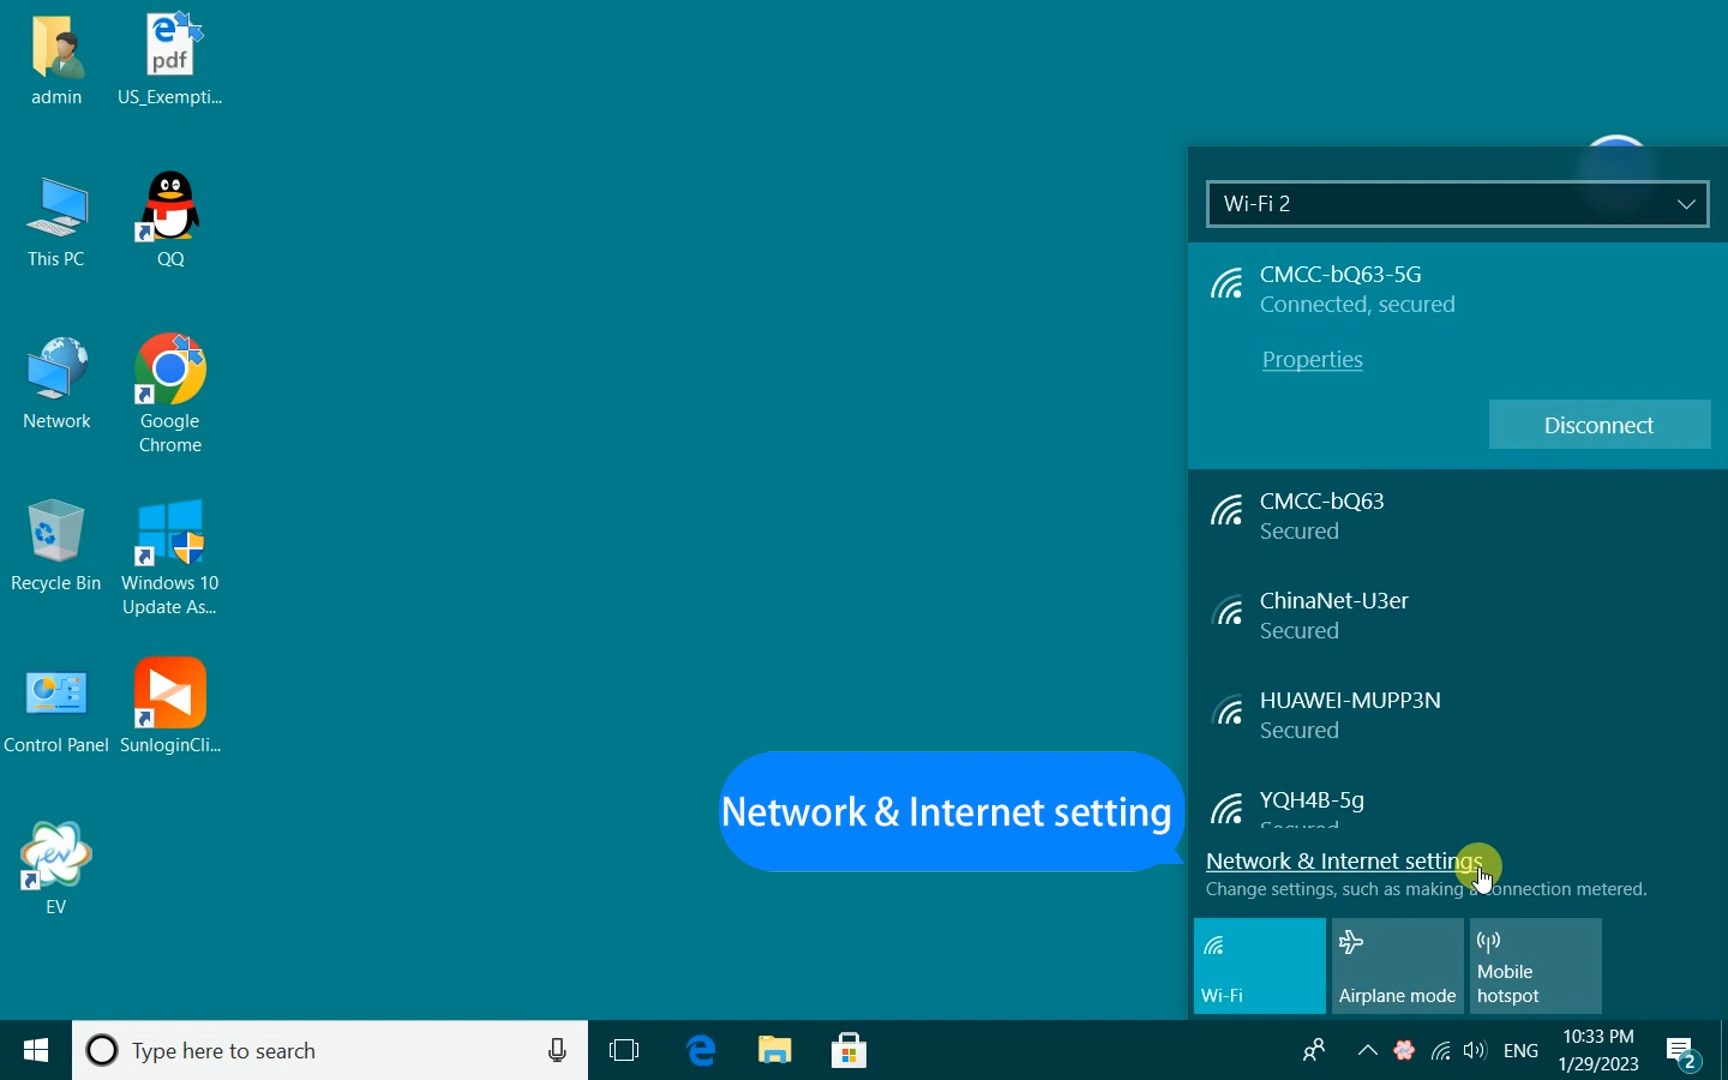 admin
pdf
US_Exempti...
This PC
QQ
Network
Google
Chrome
Recycle Bin
Windows 10
Update As...
Control Panel
SunloginCli...
EV
Wi-Fi 2
CMCC-bQ63-5G
Connected, secured
Properties
Disconnect
CMCC-bQ63
Secured
ChinaNet-U3er
Secured
HUAWEI-MUPP3N
Secured
YQH4B-5g
Secured
Network & Internet setting
Network & Internet settings
Change settings, such as making a connection metered.
Wi-Fi
Airplane mode
Mobile
hotspot
Type here to search
ENG
10:33 PM
1/29/2023
2